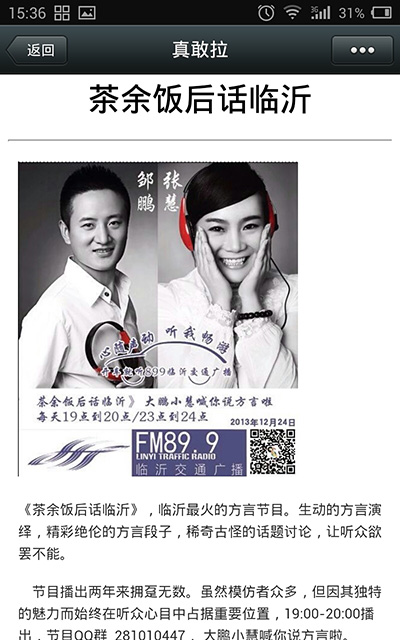 15:36
3G
31%
返回
真敢拉
茶余饭后话临沂
邹鹏
张慧
心随声动 听我畅游
开车就听899临沂交通广播
茶余饭后话临沂》 大鹏小慧喊你说方言啦
每天19点到20点/23点到24点
2013年12月24日
FM89.9
LINYI TRAFFIC RADIO
临沂交通广播
《茶余饭后话临沂》，临沂最火的方言节目。生动的方言演
绎，精彩绝伦的方言段子，稀奇古怪的话题讨论，让听众欲
罢不能。
节目播出两年来拥趸无数。虽然模仿者众多，但因其独特
的魅力而始终在听众心目中占据重要位置，19:00-20:00播
出，节目QQ群 281010447 ，大鹏小慧喊你说方言啦。